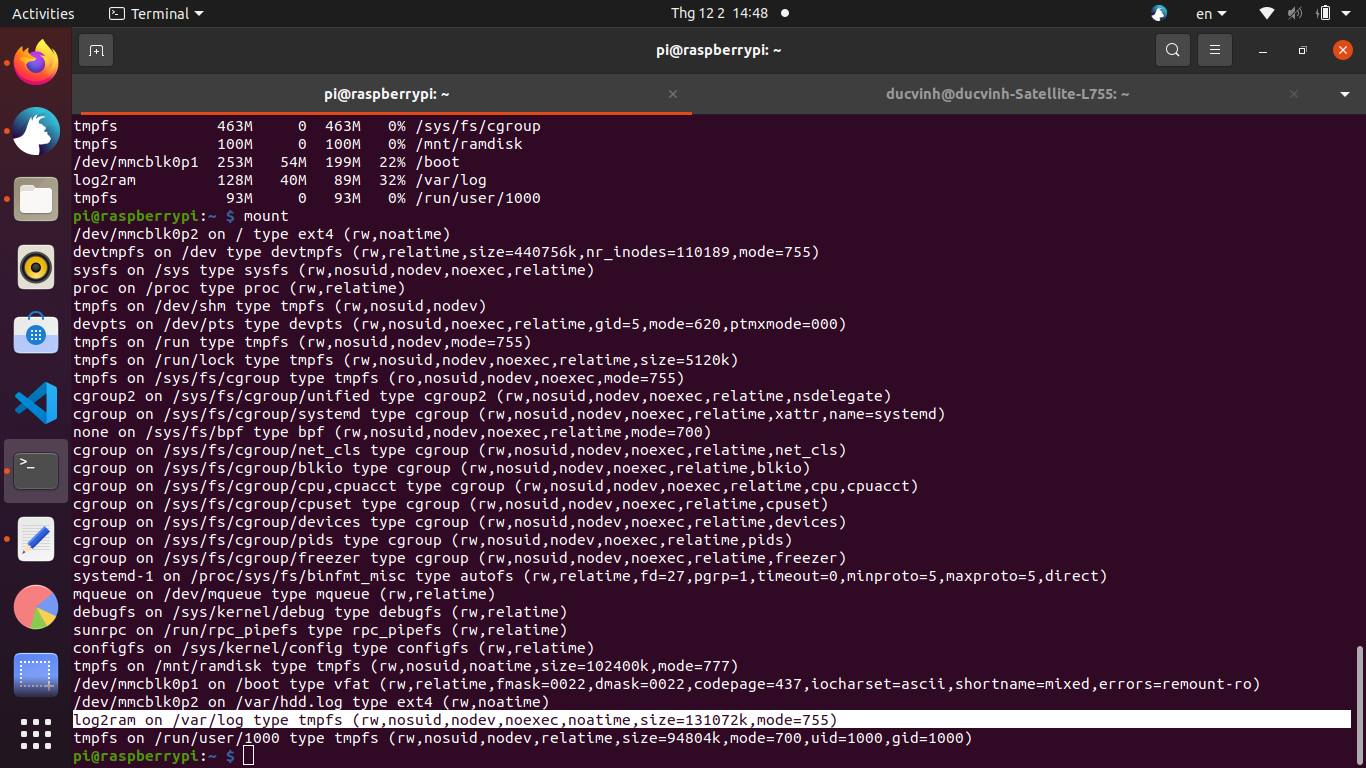 Activities
Terminal
Thg 12 2 14:48
en
pi@raspberrypi: ~
pi@raspberrypi: ~
ducvinh@ducvinh-Satellite-L755: ~
tmpfs 463M 0 463M 0% /sys/fs/cgroup
tmpfs 100M 0 100M 0% /mnt/ramdisk
/dev/mmcblk0p1 253M 54M 199M 22% /boot
log2ram 128M 40M 89M 32% /var/log
tmpfs 93M 0 93M 0% /run/user/1000
pi@raspberrypi:~ $ mount
/dev/mmcblk0p2 on / type ext4 (rw,noatime)
devtmpfs on /dev type devtmpfs (rw,relatime,size=440756k,nr_inodes=110189,mode=755)
sysfs on /sys type sysfs (rw,nosuid,nodev,noexec,relatime)
proc on /proc type proc (rw,relatime)
tmpfs on /dev/shm type tmpfs (rw,nosuid,nodev)
devpts on /dev/pts type devpts (rw,nosuid,noexec,relatime,gid=5,mode=620,ptmxmode=000)
tmpfs on /run type tmpfs (rw,nosuid,nodev,mode=755)
tmpfs on /run/lock type tmpfs (rw,nosuid,nodev,noexec,relatime,size=5120k)
tmpfs on /sys/fs/cgroup type tmpfs (ro,nosuid,nodev,noexec,mode=755)
cgroup2 on /sys/fs/cgroup/unified type cgroup2 (rw,nosuid,nodev,noexec,relatime,nsdelegate)
cgroup on /sys/fs/cgroup/systemd type cgroup (rw,nosuid,nodev,noexec,relatime,xattr,name=systemd)
none on /sys/fs/bpf type bpf (rw,nosuid,nodev,noexec,relatime,mode=700)
cgroup on /sys/fs/cgroup/net_cls type cgroup (rw,nosuid,nodev,noexec,relatime,net_cls)
cgroup on /sys/fs/cgroup/blkio type cgroup (rw,nosuid,nodev,noexec,relatime,blkio)
cgroup on /sys/fs/cgroup/cpu,cpuacct type cgroup (rw,nosuid,nodev,noexec,relatime,cpu,cpuacct)
cgroup on /sys/fs/cgroup/cpuset type cgroup (rw,nosuid,nodev,noexec,relatime,cpuset)
cgroup on /sys/fs/cgroup/devices type cgroup (rw,nosuid,nodev,noexec,relatime,devices)
cgroup on /sys/fs/cgroup/pids type cgroup (rw,nosuid,nodev,noexec,relatime,pids)
cgroup on /sys/fs/cgroup/freezer type cgroup (rw,nosuid,nodev,noexec,relatime,freezer)
systemd-1 on /proc/sys/fs/binfmt_misc type autofs (rw,relatime,fd=27,pgrp=1,timeout=0,minproto=5,maxproto=5,direct)
mqueue on /dev/mqueue type mqueue (rw,relatime)
debugfs on /sys/kernel/debug type debugfs (rw,relatime)
sunrpc on /run/rpc_pipefs type rpc_pipefs (rw,relatime)
configfs on /sys/kernel/config type configfs (rw,relatime)
tmpfs on /mnt/ramdisk type tmpfs (rw,nosuid,noatime,size=102400k,mode=777)
/dev/mmcblk0p1 on /boot type vfat (rw,relatime,fmask=0022,dmask=0022,codepage=437,iocharset=ascii,shortname=mixed,errors=remount-ro)
/dev/mmcblk0p2 on /var/hdd.log type ext4 (rw,noatime)
log2ram on /var/log type tmpfs (rw,nosuid,nodev,noexec,noatime,size=131072k,mode=755)
tmpfs on /run/user/1000 type tmpfs (rw,nosuid,nodev,relatime,size=94804k,mode=700,uid=1000,gid=1000)
pi@raspberrypi:~ $